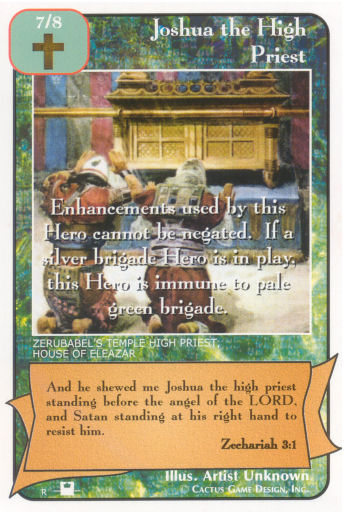 7/8
Joshua the High
Priest
Enhancements used by this
Hero cannot be negated. If a
silver brigade Hero is in play,
this Hero is immune to pale
green brigade.
ZERUBABEL'S TEMPLE HIGH PRIEST;
HOUSE OF ELEAZAR
And he shewed me Joshua the high priest
standing before the angel of the LORD,
and Satan standing at his right hand to
resist him.
Zechariah 3:1
Illus. Artist Unknown
R
© Cactus Game Design, Inc.